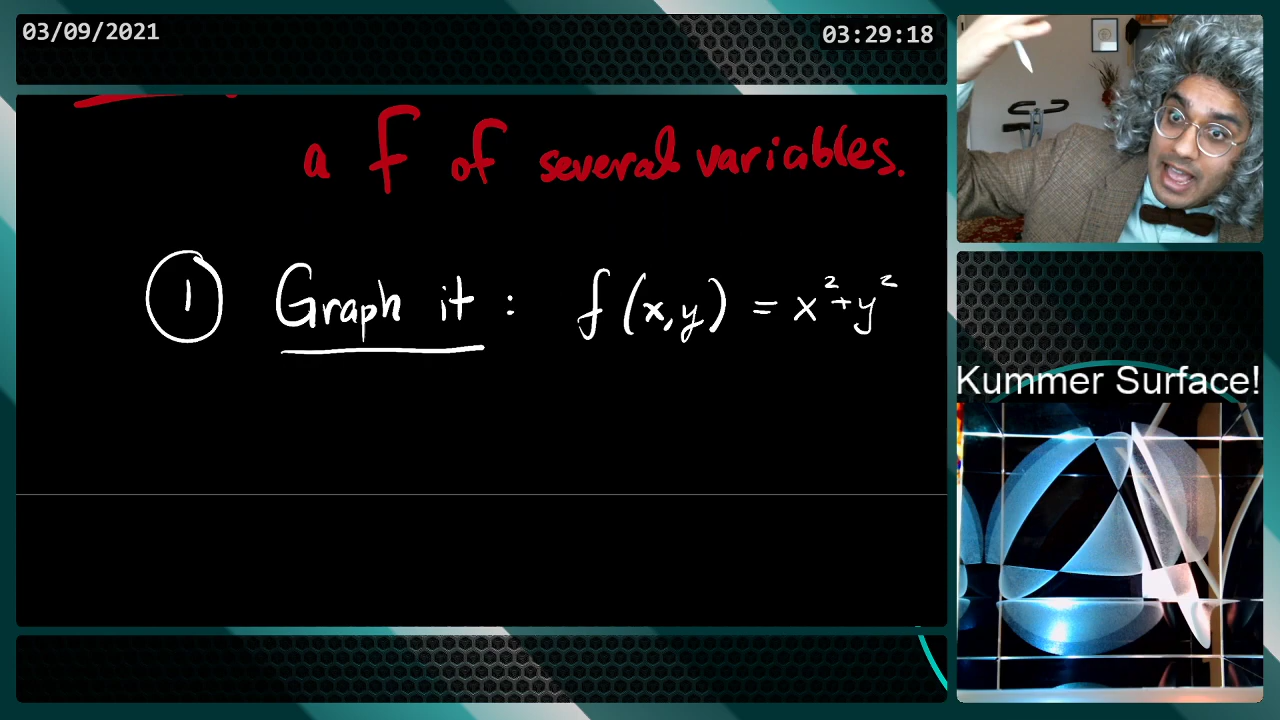 03/09/2021
03:29:18
a f of several variables.
① Graph it : f(x,y) = x²+y²
Kummer Surface!